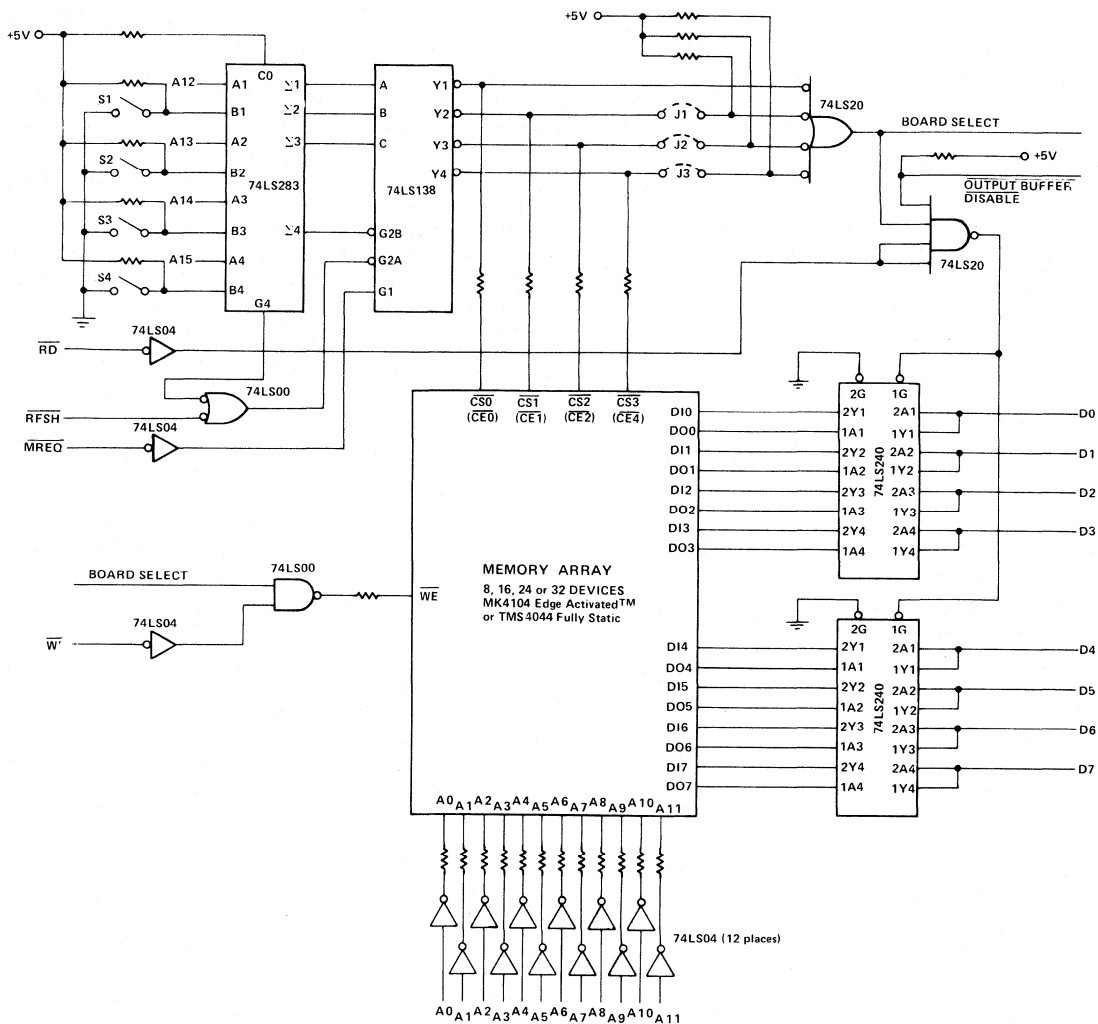 +5V
+5V
A12
A1
C0
Σ1
A
Y1
S1
B1
Σ2
B
Y2
J1
74LS20
A13
A2
Σ3
C
Y3
J2
BOARD SELECT
S2
B2
74LS283
74LS138
Y4
J3
+5V
A14
A3
OUTPUT BUFFER
DISABLE
S3
B3
Σ4
G2B
A15
A4
G2A
74LS20
S4
B4
G1
G4
74LS04
RD
74LS00
RFSH
74LS04
MREQ
CS0
(CE0)
CS1
(CE1)
CS2
(CE2)
CS3
(CE4)
2G
1G
DI0
2Y1
2A1
D0
DO0
1A1
1Y1
DI1
2Y2
2A2
D1
DO1
1A2
1Y2
74LS240
DI2
2Y3
2A3
D2
DO2
1A3
1Y3
DI3
2Y4
2A4
D3
DO3
1A4
1Y4
BOARD SELECT
74LS00
WE
MEMORY ARRAY
8, 16, 24 or 32 DEVICES
MK4104 Edge Activated™
or TMS4044 Fully Static
74LS04
W'
2G
1G
DI4
2Y1
2A1
D4
DO4
1A1
1Y1
DI5
2Y2
2A2
D5
DO5
1A2
1Y2
74LS240
DI6
2Y3
2A3
D6
DO6
1A3
1Y3
DI7
2Y4
2A4
D7
DO7
1A4
1Y4
A0 A1 A2 A3 A4 A5 A6 A7 A8 A9 A10 A11
74LS04 (12 places)
A0 A1 A2 A3 A4 A5 A6 A7 A8 A9 A10 A11